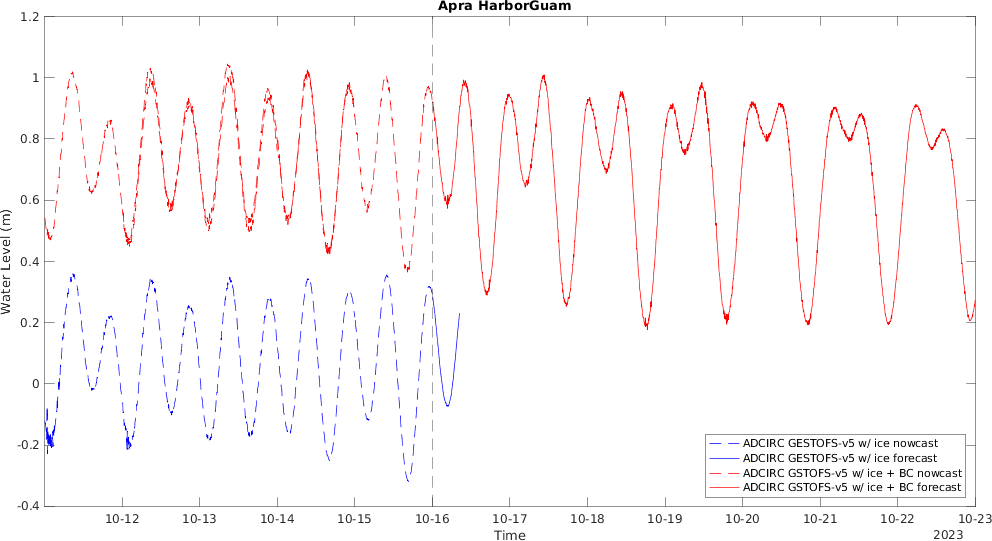 Apra HarborGuam
1.2
1
0.8
0.6
0.4
0.2
0
-0.2
-0.4
Water Level (m)
ADCIRC GESTOFS-v5 w/ ice nowcast
ADCIRC GESTOFS-v5 w/ ice forecast
ADCIRC GSTOFS-v5 w/ ice + BC nowcast
ADCIRC GSTOFS-v5 w/ ice + BC forecast
10-12 10-13 10-14 10-15 10-16 10-17 10-18 10-19 10-20 10-21 10-22 10-23
Time
2023